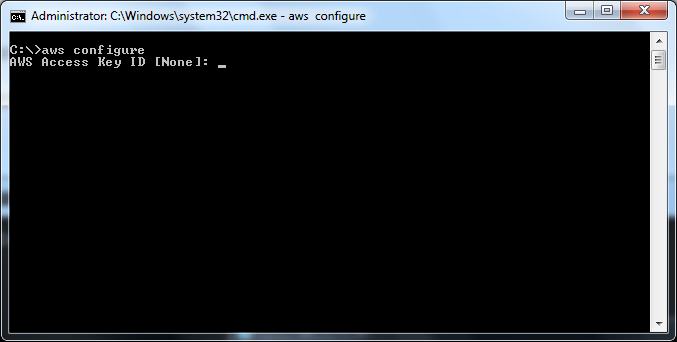 Administrator: C:\Windows\system32\cmd.exe - aws  configure
C:\>aws configure
AWS Access Key ID [None]: _